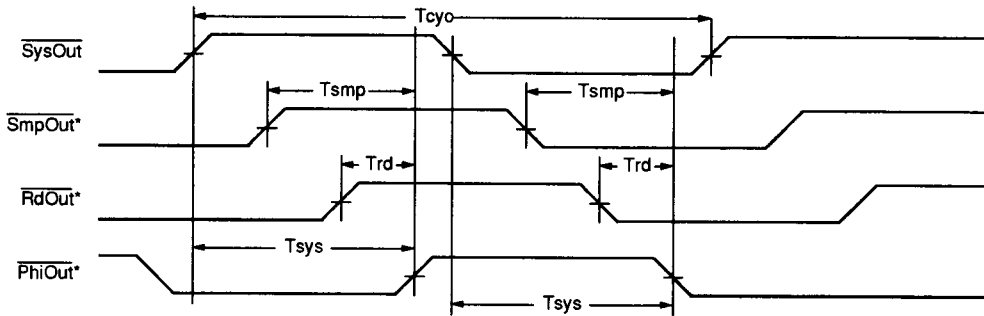 Tcyo
SysOut
Tsmp Tsmp
SmpOut*
Trd Trd
RdOut*
Tsys
PhiOut*
Tsys